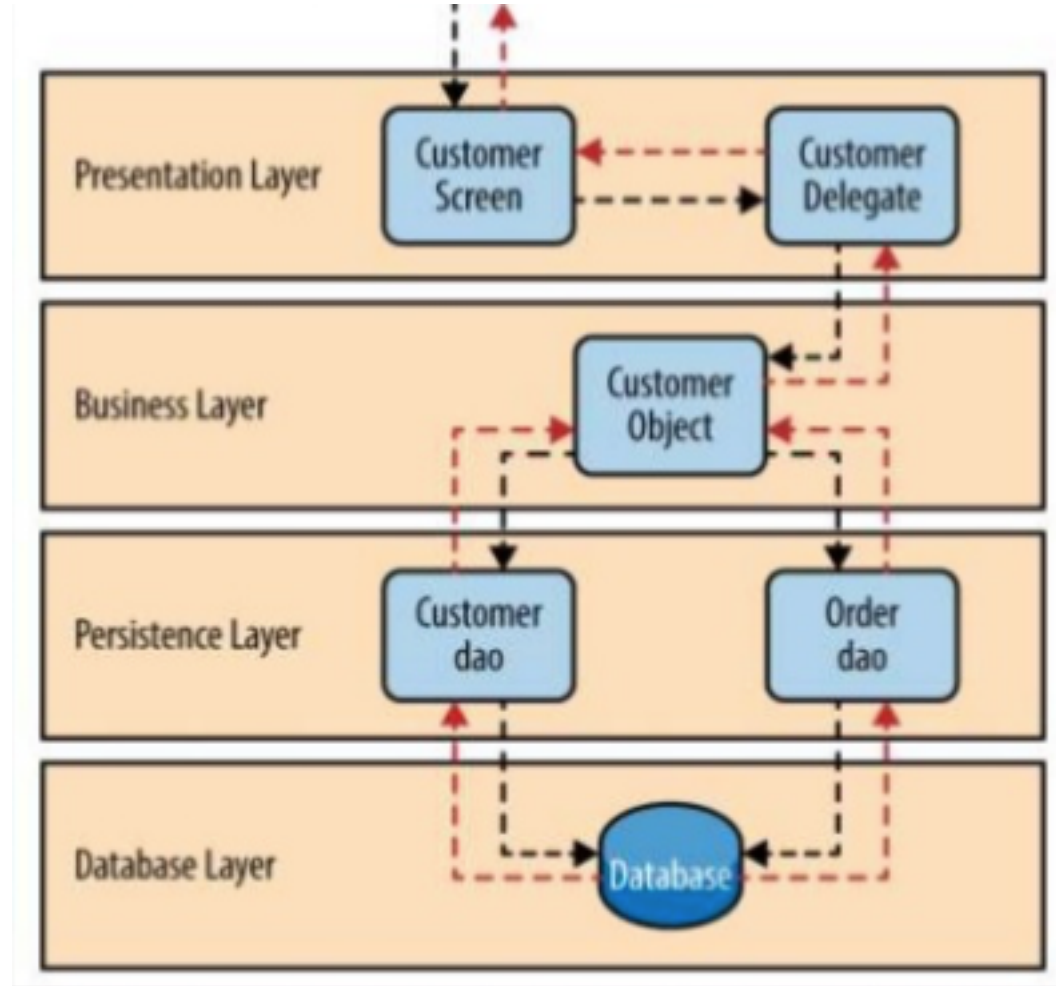 Presentation Layer
Customer
Screen
Customer
Delegate
Business Layer
Customer
Object
Persistence Layer
Customer
dao
Order
dao
Database Layer
Database